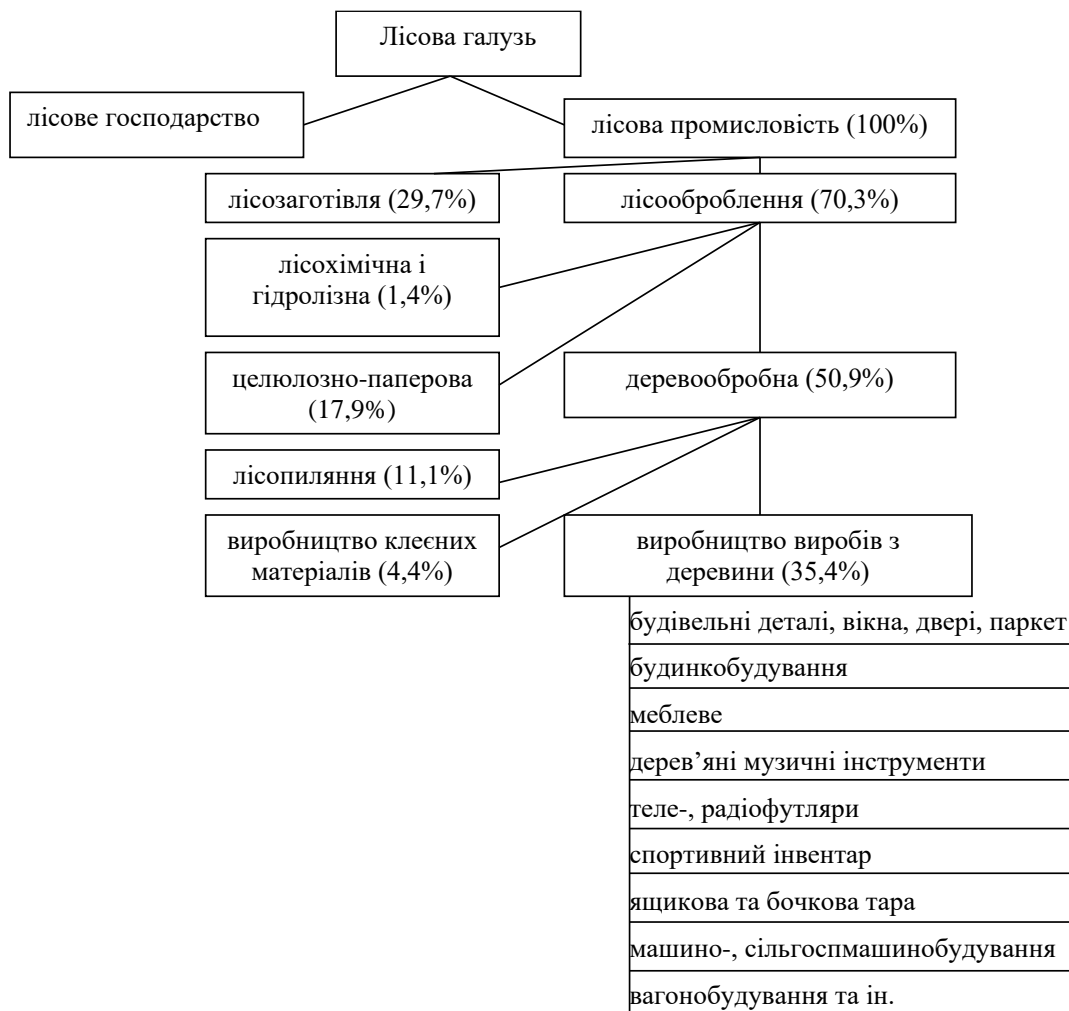 Лісова галузь
лісове господарство
лісова промисловість (100%)
лісозаготівля (29,7%)
лісооброблення (70,3%)
лісохімічна і
гідролізна (1,4%)
целюлозно-паперова
(17,9%)
деревообробна (50,9%)
лісопиляння (11,1%)
виробництво клеєних
матеріалів (4,4%)
виробництво виробів з
деревини (35,4%)
будівельні деталі, вікна, двері, паркет
будинкобудування
меблеве
дерев’яні музичні інструменти
теле-, радіофутляри
спортивний інвентар
ящикова та бочкова тара
машино-, сільгоспмашинобудування
вагонобудування та ін.